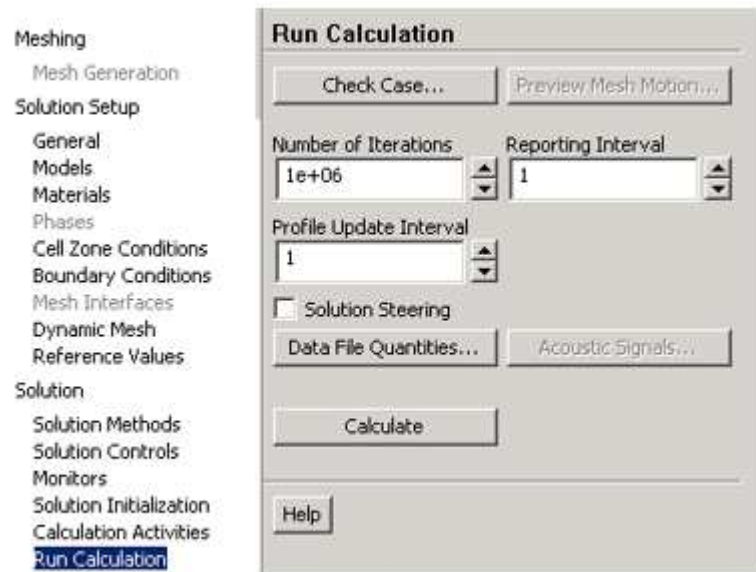 Meshing
Mesh Generation
Solution Setup
General
Models
Materials
Phases
Cell Zone Conditions
Boundary Conditions
Mesh Interfaces
Dynamic Mesh
Reference Values
Solution
Solution Methods
Solution Controls
Monitors
Solution Initialization
Calculation Activities
Run Calculation
Run Calculation
Check Case... Preview Mesh Motion...
Number of Iterations Reporting Interval
1e+06 1
Profile Update Interval
1
Solution Steering
Data File Quantities... Acoustic Signals...
Calculate
Help